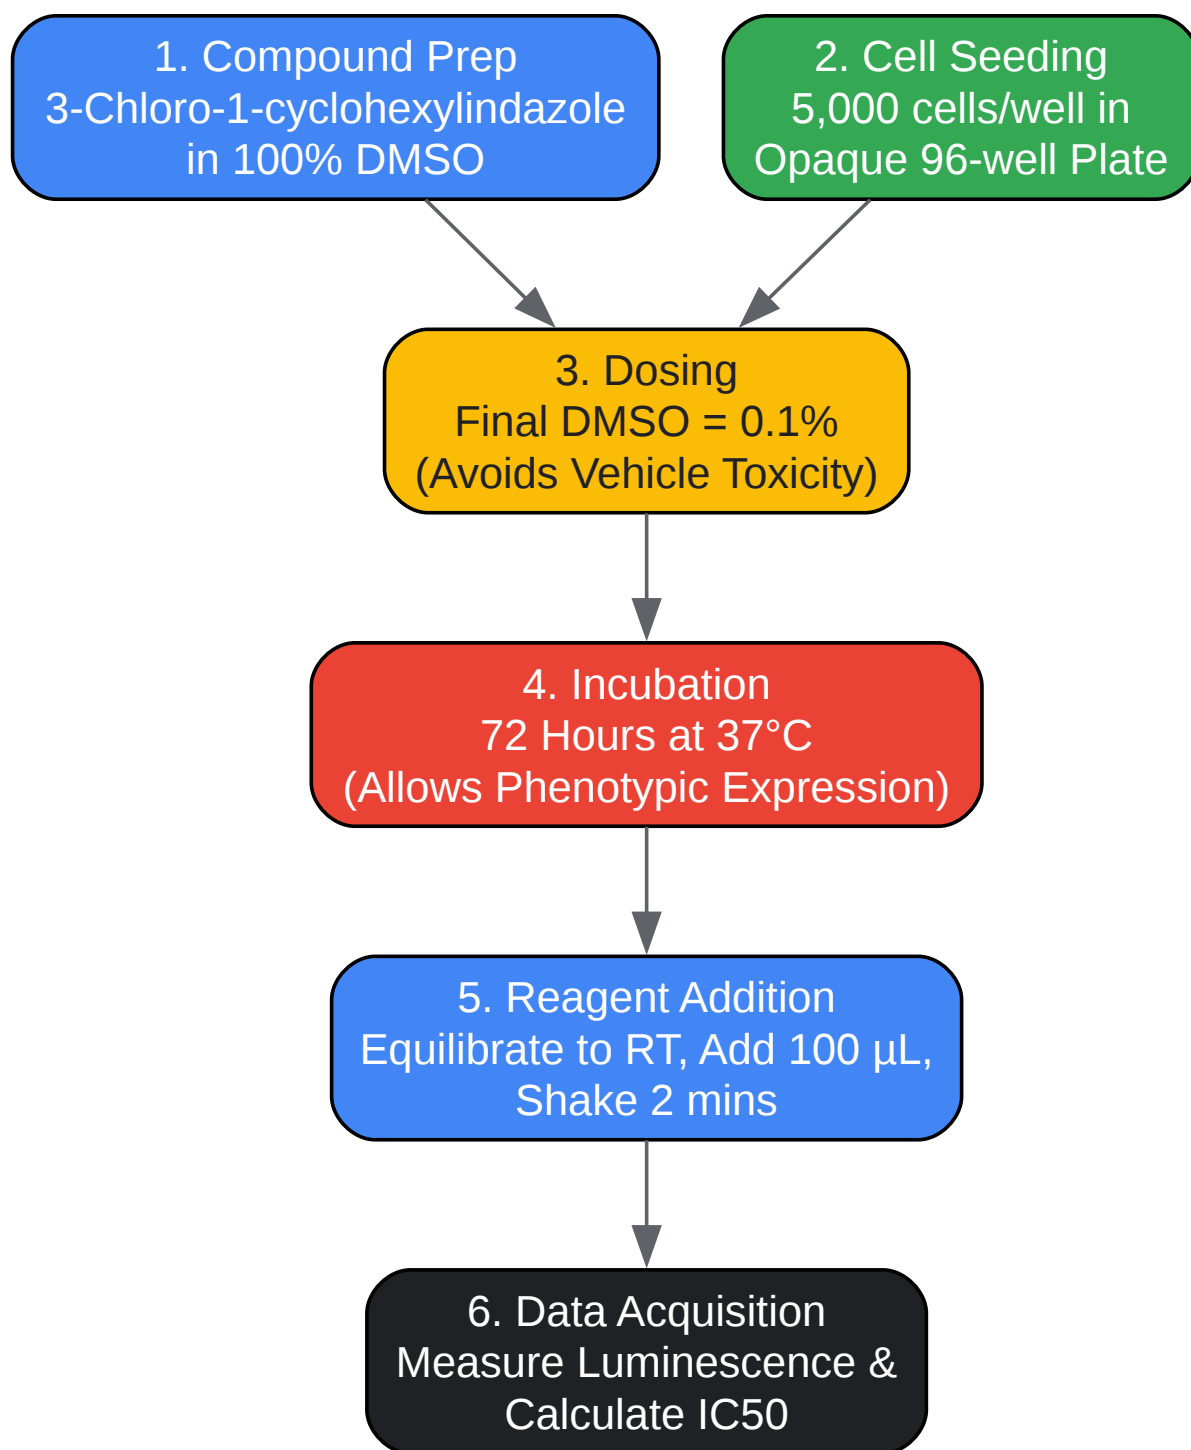 1. Compound Prep
3-Chloro-1-cyclohexylindazole
in 100% DMSO
2. Cell Seeding
5,000 cells/well in
Opaque 96-well Plate
3. Dosing
Final DMSO = 0.1%
(Avoids Vehicle Toxicity)
4. Incubation
72 Hours at 37°C
(Allows Phenotypic Expression)
5. Reagent Addition
Equilibrate to RT, Add 100 µL,
Shake 2 mins
6. Data Acquisition
Measure Luminescence &
Calculate IC50